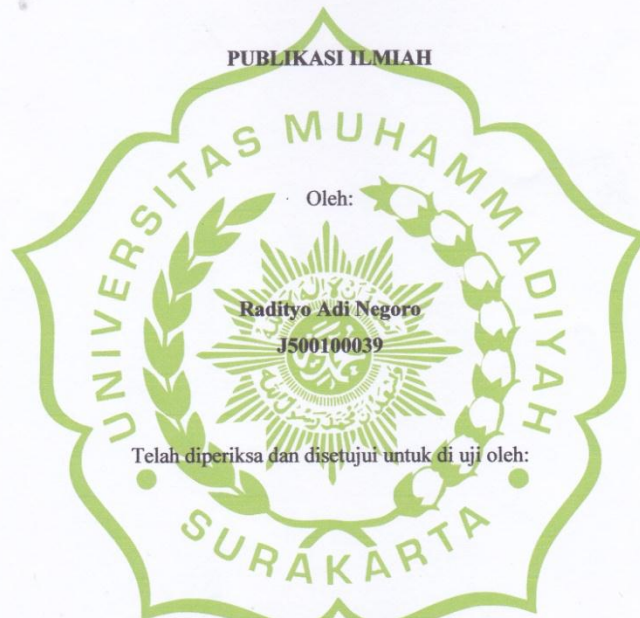 PUBLIKASI ILMIAH
UNIVERSITAS MUHAMMADIYAH
Oleh:
Radityo Adi Negoro
J500100039
Telah diperiksa dan disetujui untuk di uji oleh:
SURAKARTA